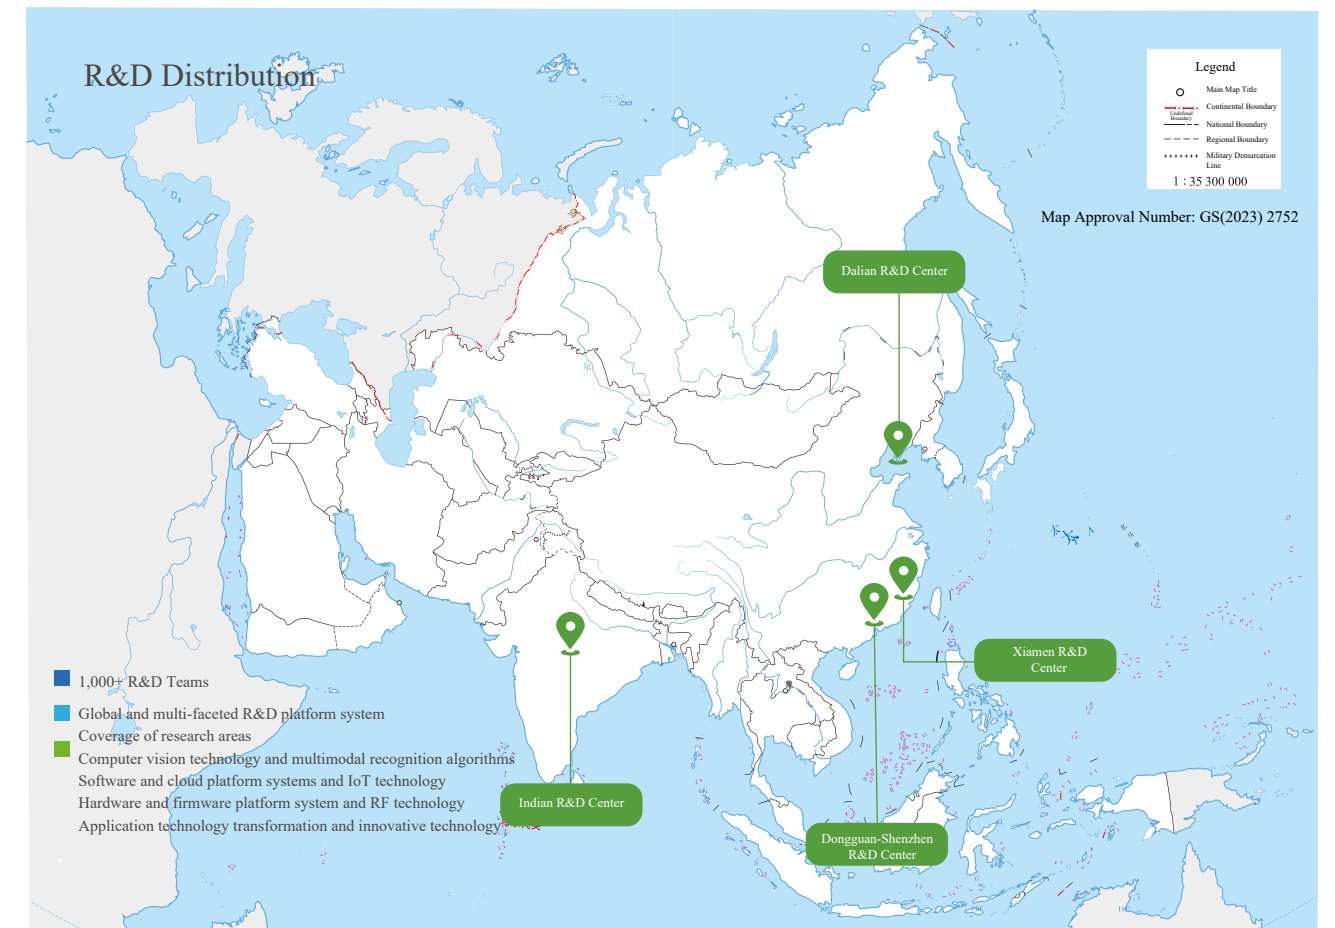 R&D Distribution
Legend
Main Map Title
Continental Boundary
Undefined
Boundary
National Boundary
Regional Boundary
Military Demarcation
Line
1 : 35 300 000
Map Approval Number: GS(2023) 2752
Dalian R&D Center
Xiamen R&D
Center
1,000+ R&D Teams
Global and multi-faceted R&D platform system
Coverage of research areas
Computer vision technology and multimodal recognition algorithms
Software and cloud platform systems and IoT technology
Hardware and firmware platform system and RF technology
Application technology transformation and innovative technology
Indian R&D Center
Dongguan-Shenzhen
R&D Center